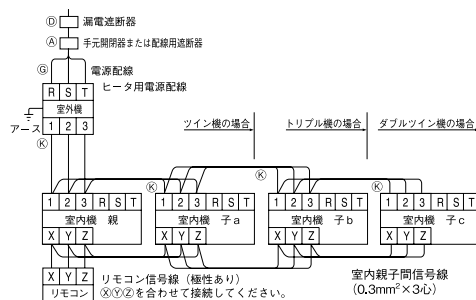 Ⓓ 漏電遮断器
Ⓐ 手元開閉器または配線用遮断器
Ⓖ 電源配線
ヒータ用電源配線
R S T
室外機
アース
1 2 3
Ⓚ
ツイン機の場合 トリプル機の場合 ダブルツイン機の場合
Ⓚ Ⓚ Ⓚ
1 2 3 R S T
室内機 親
X Y Z
1 2 3 R S T
室内機 子a
X Y Z
1 2 3 R S T
室内機 子b
X Y Z
1 2 3 R S T
室内機 子c
X Y Z
X Y Z
リモコン
リモコン信号線(極性あり)
ⓍⓎⓏを合わせて接続してください。
室内親子間信号線
(0.3mm²×3心)